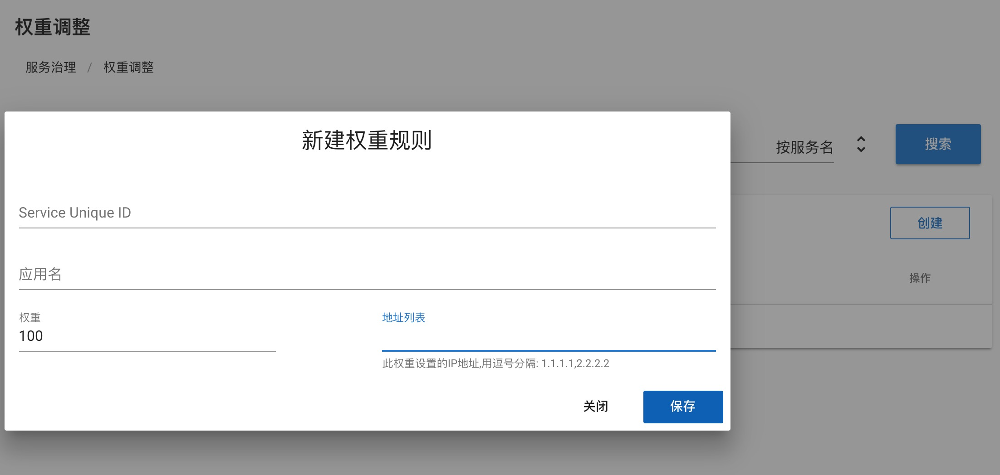 权重调整
服务治理 / 权重调整
新建权重规则
按服务名
搜索
Service Unique ID
创建
应用名
操作
权重
地址列表
100
此权重设置的IP地址,用逗号分隔: 1.1.1.1,2.2.2.2
关闭
保存